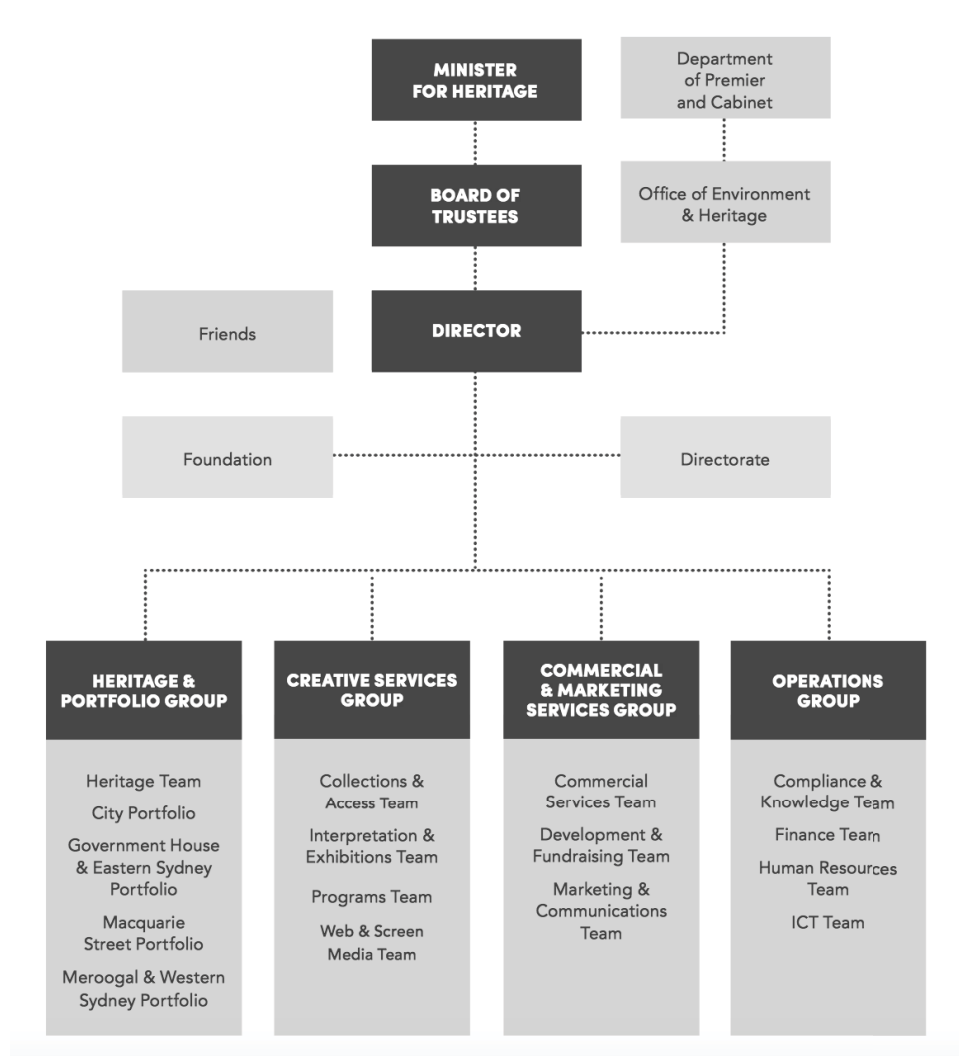 MINISTER
FOR HERITAGE
Department
of Premier
and Cabinet
BOARD OF
TRUSTEES
Office of Environment
& Heritage
Friends
DIRECTOR
Foundation
Directorate
HERITAGE &
PORTFOLIO GROUP
Heritage Team
City Portfolio
Government House
& Eastern Sydney
Portfolio
Macquarie
Street Portfolio
Meroogal & Western
Sydney Portfolio
CREATIVE SERVICES
GROUP
Collections &
Access Team
Interpretation &
Exhibitions Team
Programs Team
Web & Screen
Media Team
COMMERCIAL
& MARKETING
SERVICES GROUP
Commercial
Services Team
Development &
Fundraising Team
Marketing &
Communications
Team
OPERATIONS
GROUP
Compliance &
Knowledge Team
Finance Team
Human Resources
Team
ICT Team